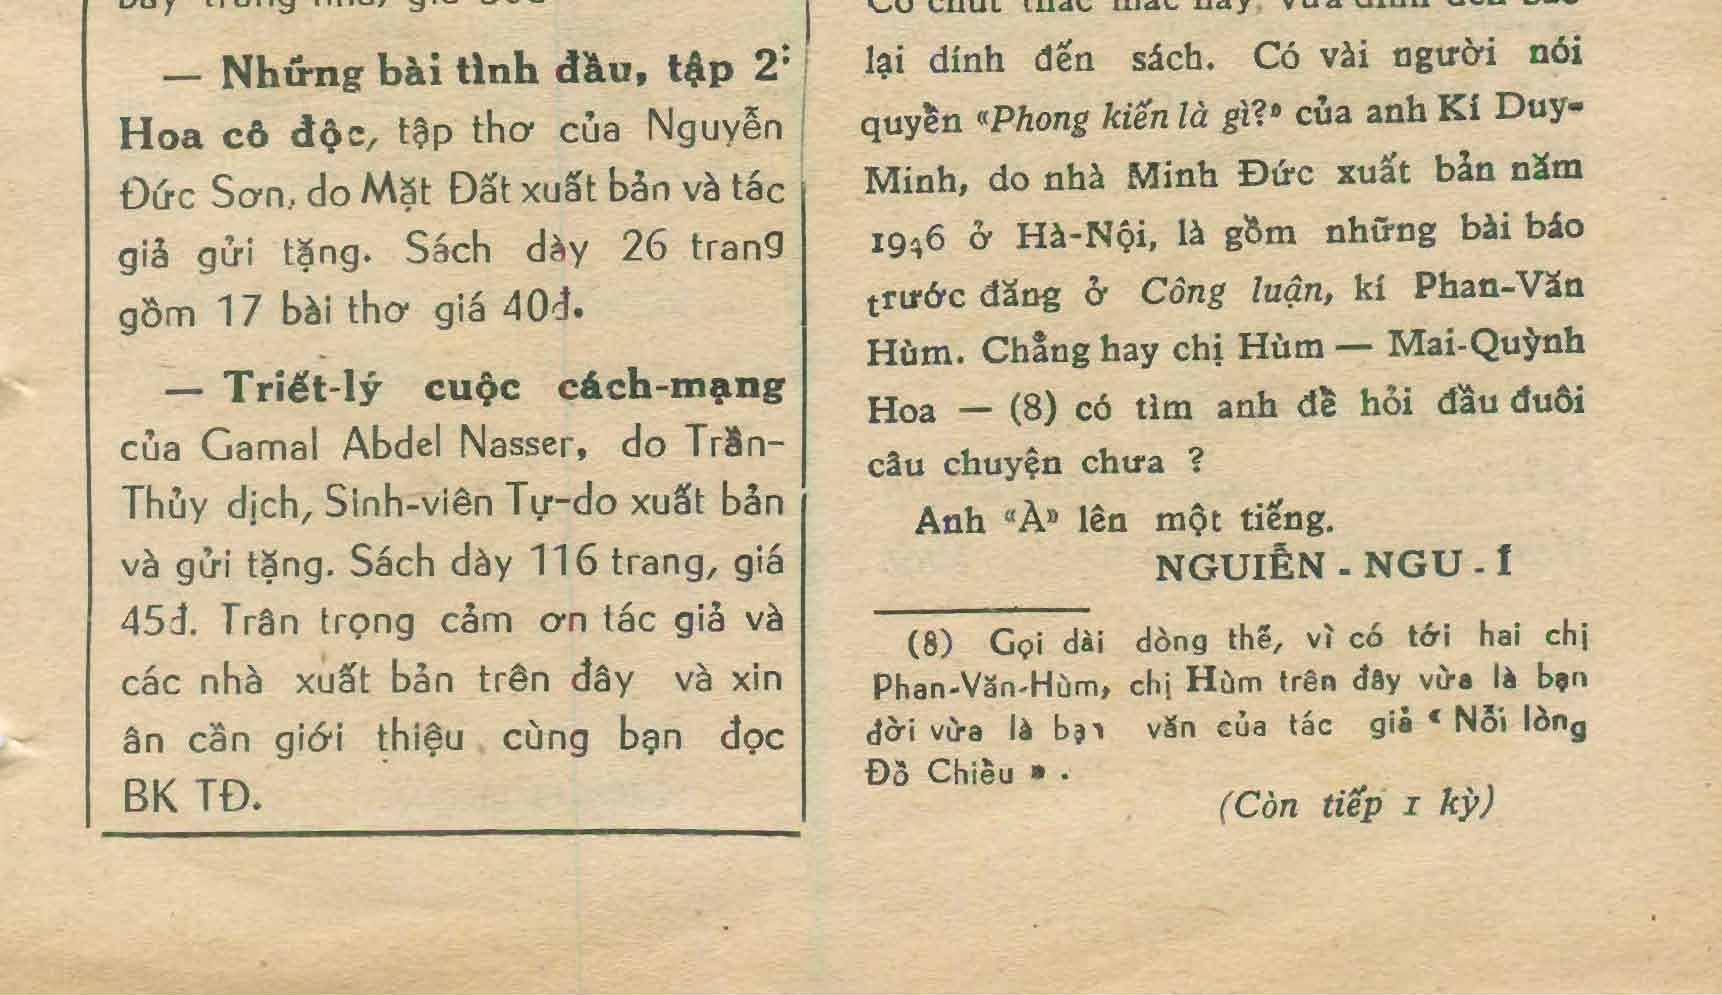 — Những bài tình đầu, tập 2:
Hoa cô độc, tập thơ của Nguyễn
Đức Sơn, do Mặt Đất xuất bản và tác
giả gửi tặng. Sách dày 26 trang
gồm 17 bài thơ giá 40đ.
— Triết-lý cuộc cách-mạng
của Gamal Abdel Nasser, do Trần-
Thủy dịch, Sinh-viên Tự-do xuất bản
và gửi tặng. Sách dày 116 trang, giá
45đ. Trân trọng cảm ơn tác giả và
các nhà xuất bản trên đây và xin
ân cần giới thiệu cùng bạn đọc
BK TĐ.
lại dính đến sách. Có vài người nói
quyền «Phong kiến là gì?» của anh Kí Duy-
Minh, do nhà Minh Đức xuất bản năm
1946 ở Hà-Nội, là gồm những bài báo
trước đăng ở Công luận, kí Phan-Văn
Hùm. Chẳng hay chị Hùm — Mai-Quỳnh
Hoa — (8) có tìm anh để hỏi đầu đuôi
câu chuyện chưa ?
Anh «À» lên một tiếng.
NGUIỄN - NGU - Í
(8) Gọi dài dòng thế, vì có tới hai chị
Phan-Văn-Hùm, chị Hùm trên đây vừa là bạn
đời vừa là bạn văn của tác giả « Nỗi lòng
Đồ Chiểu » .
(Còn tiếp 1 kỳ)